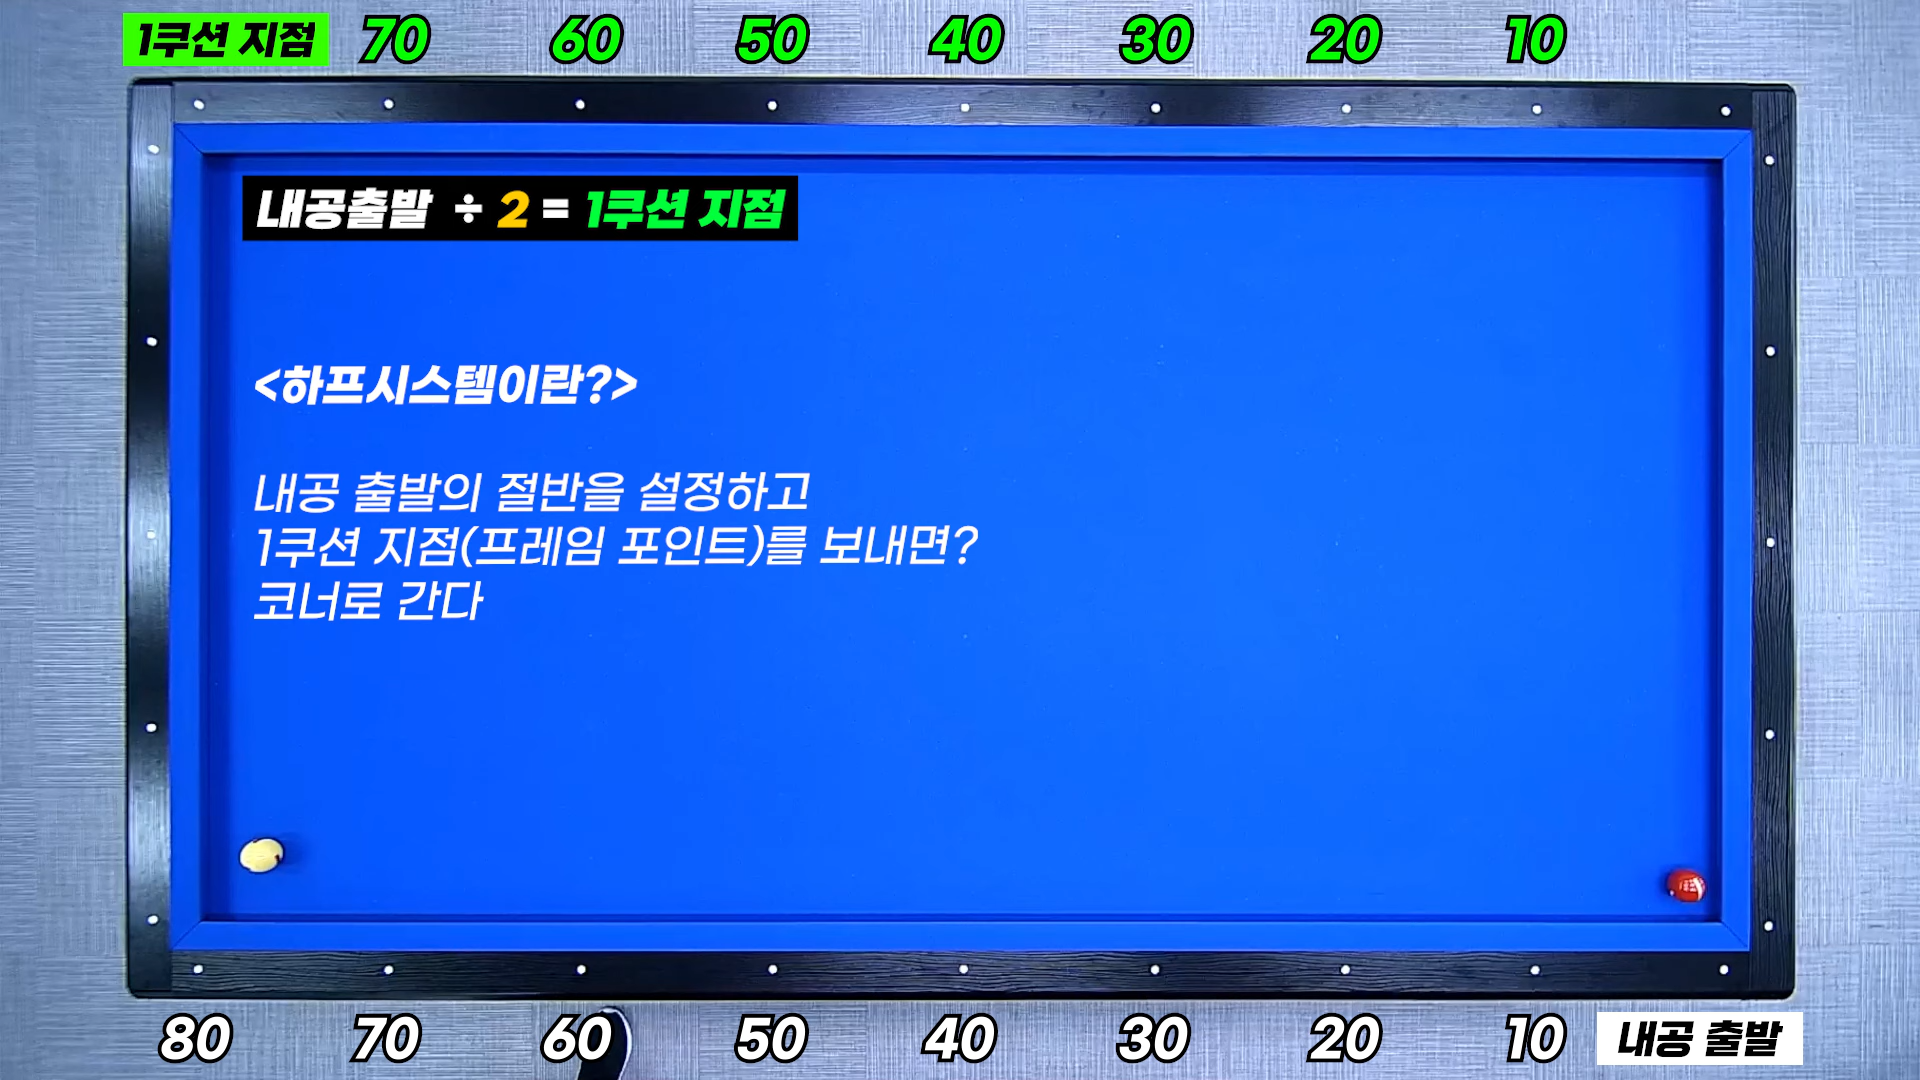 1쿠션 지점 70 60 50 40 30 20 10
내공출발 ÷ 2 = 1쿠션 지점
<하프시스템이란?>
내공 출발의 절반을 설정하고
1쿠션 지점(프레임 포인트)를 보내면?
코너로 간다
80 70 60 50 40 30 20 10 내공 출발